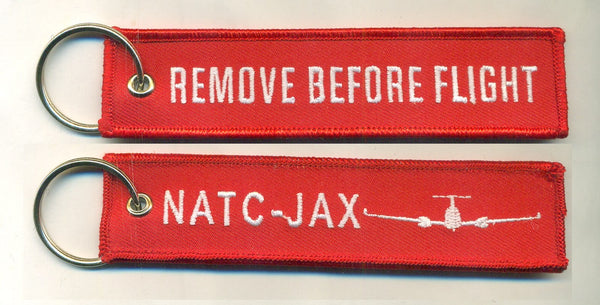 REMOVE BEFORE FLIGHT
NATC-JAX